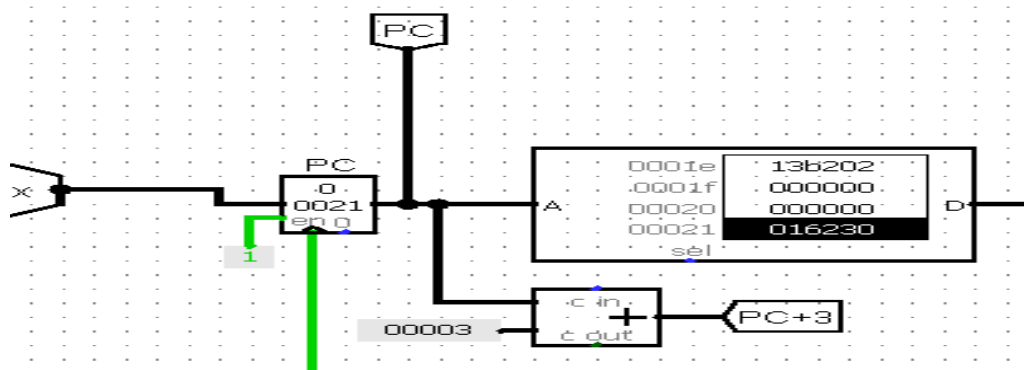 PC
PC
0
0021
en 0
1
x
A
0001e 13b202
0001f 000000
00020 000000
00021 016230
sel
D
c in
+
c out
00003
PC+3